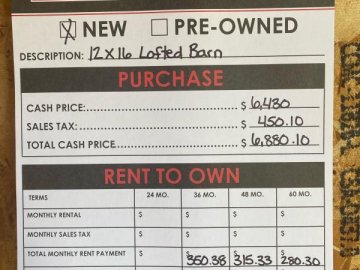 ☒ NEW ☐ PRE-OWNED
DESCRIPTION: 12x16 Lofted Barn
PURCHASE
CASH PRICE: $ 6,430
SALES TAX: $ 450.10
TOTAL CASH PRICE $ 6,880.10
RENT TO OWN
TERMS 24 MO. 36 MO. 48 MO. 60 MO.
MONTHLY RENTAL $ $ $ $
MONTHLY SALES TAX $ $ $ $
TOTAL MONTHLY RENT PAYMENT $ $ 350.38 $ 315.33 $ 280.30